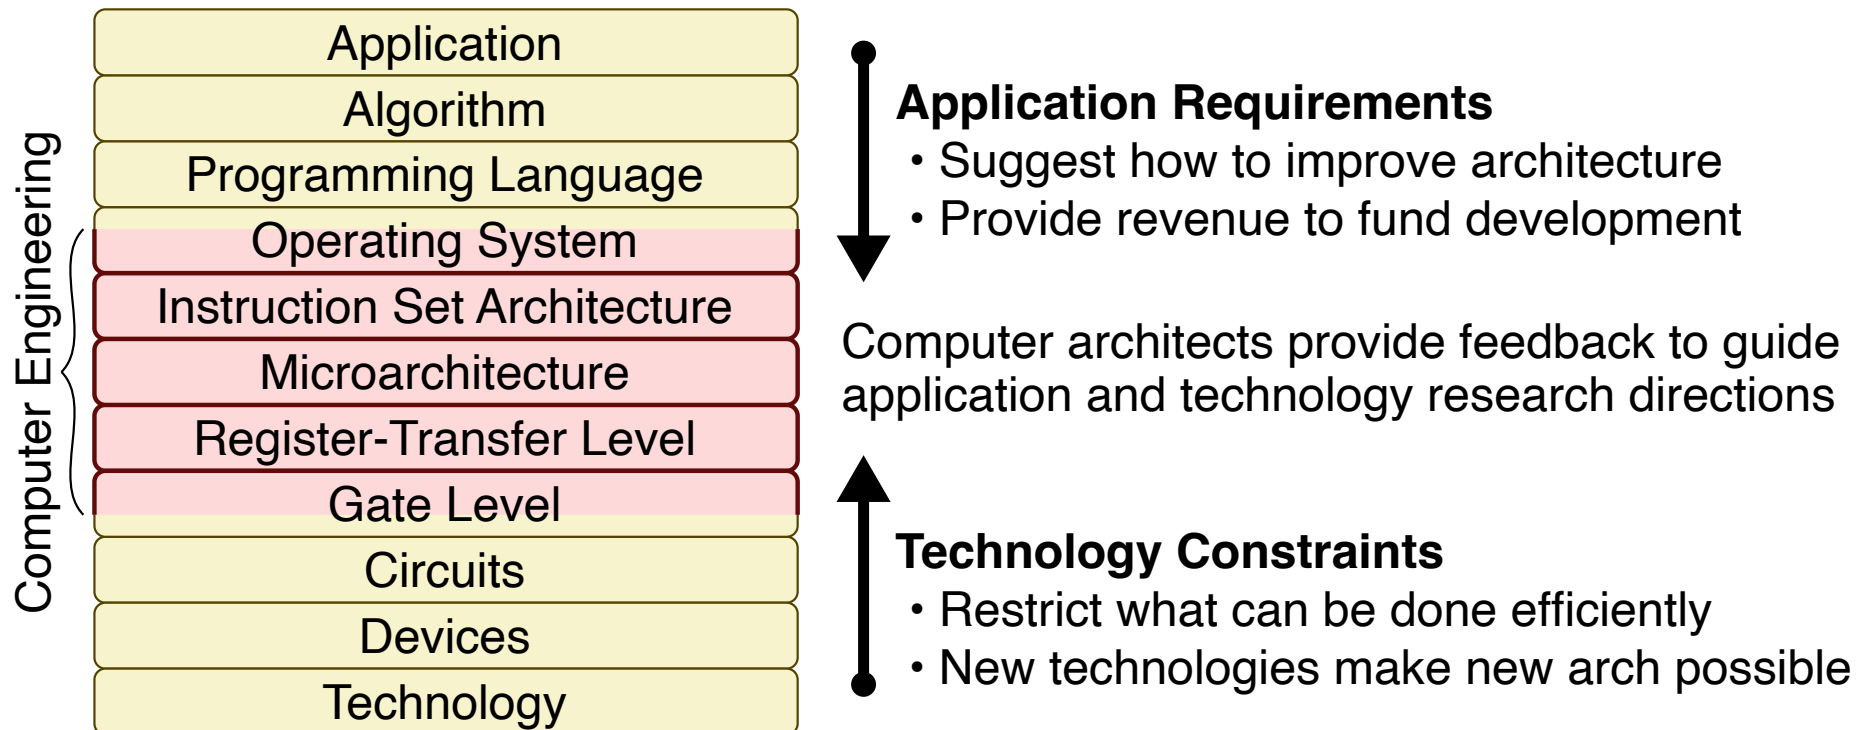 Computer Engineering
Application
Algorithm
Programming Language
Operating System
Instruction Set Architecture
Microarchitecture
Register-Transfer Level
Gate Level
Circuits
Devices
Technology
Application Requirements
• Suggest how to improve architecture
• Provide revenue to fund development
Computer architects provide feedback to guide
application and technology research directions
Technology Constraints
• Restrict what can be done efficiently
• New technologies make new arch possible